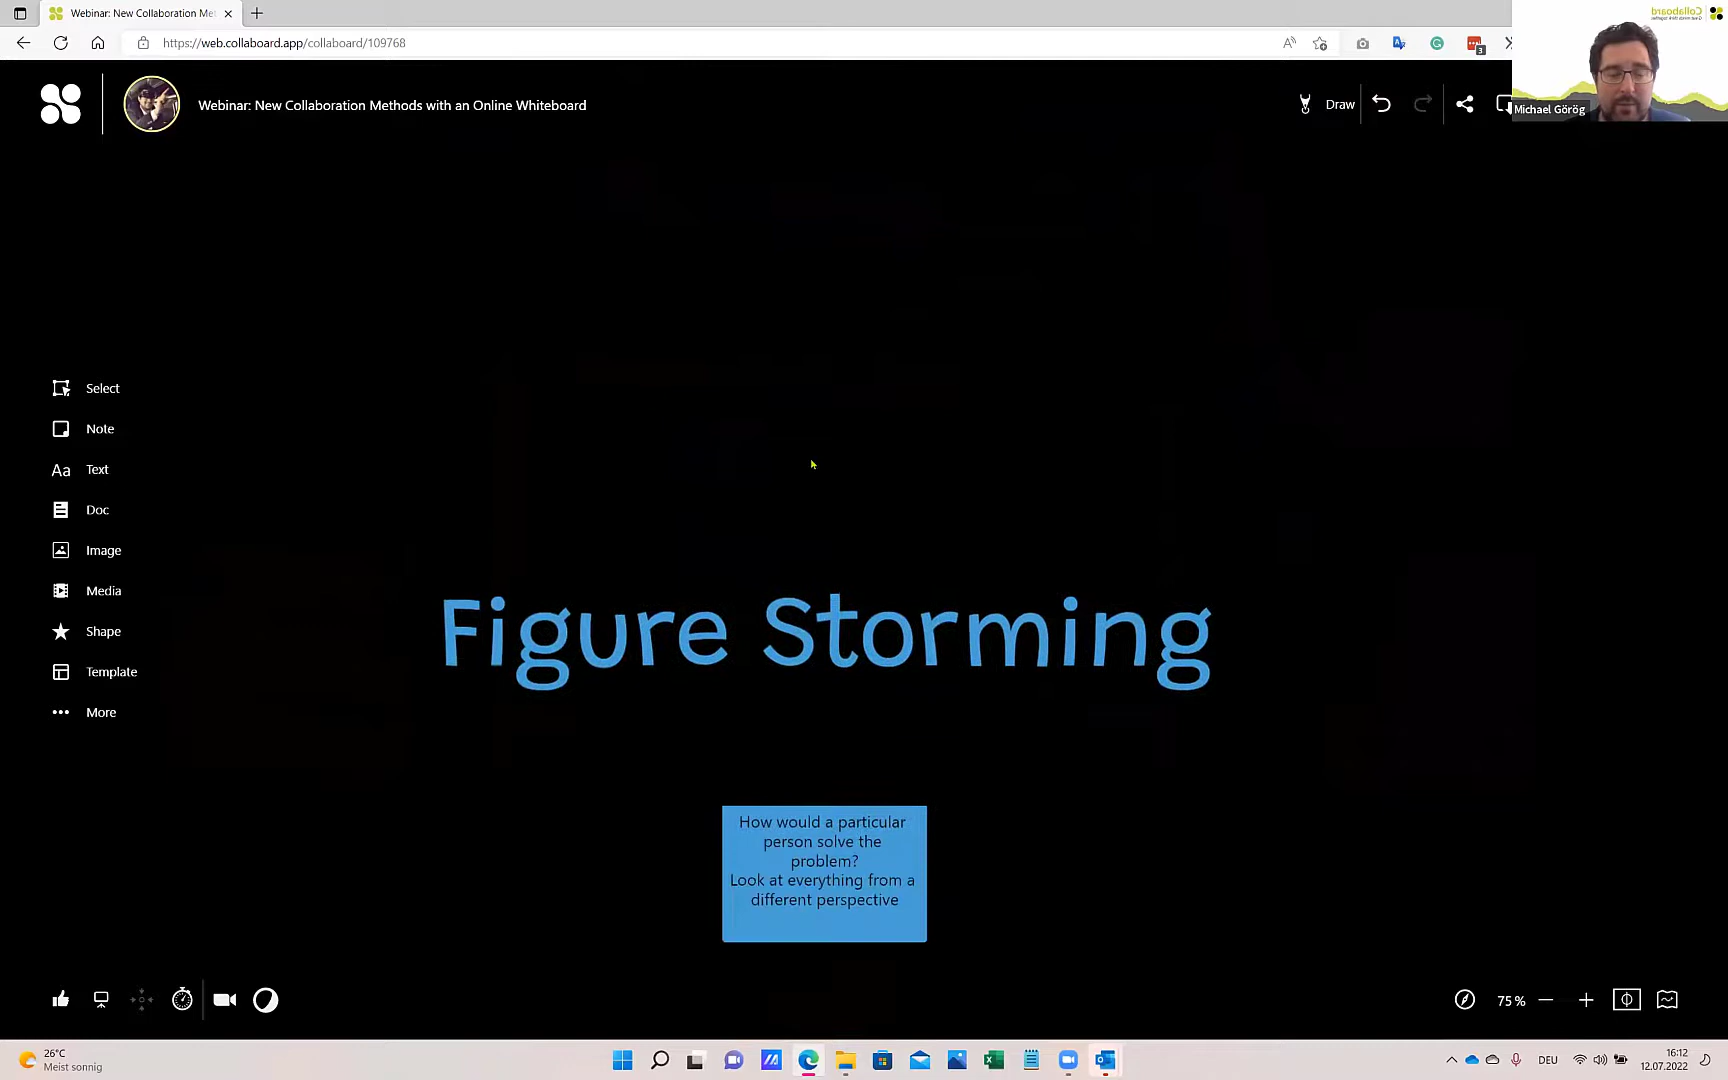 Webinar: New Collaboration Me
https://web.collaboard.app/collaboard/109768
Collaboard
Michael Görög
Webinar: New Collaboration Methods with an Online Whiteboard
Draw
Select
Note
Aa Text
Doc
Image
Media
Shape
Template
More
Figure Storming
How would a particular
person solve the
problem?
Look at everything from a
different perspective
75 %
26°C
Meist sonnig
DEU
16:12
12.07.2022